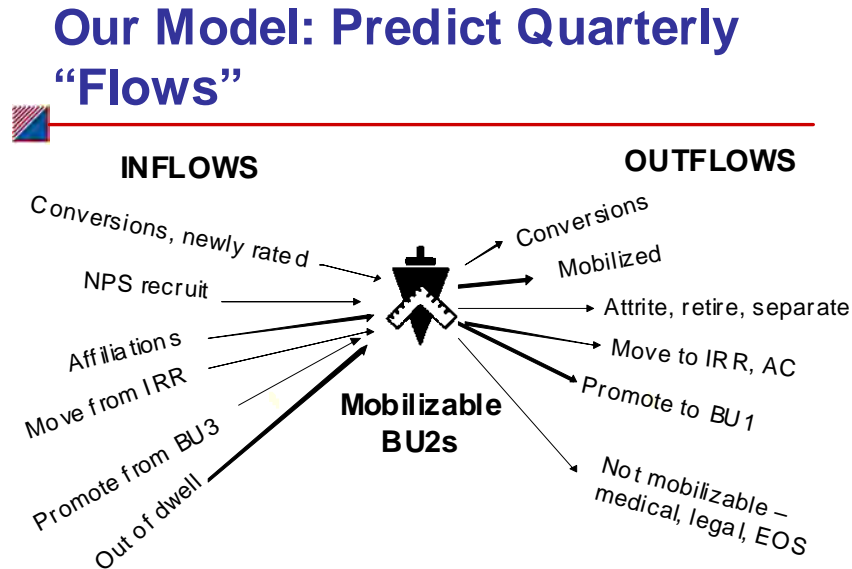 Our Model: Predict Quarterly
“Flows”
INFLOWS
Conversions, newly rated
NPS recruit
Affiliations
Move from IRR
Promote from BU3
Out of dwell
Mobilizable
BU2s
OUTFLOWS
Conversions
Mobilized
Attrite, retire, separate
Move to IRR, AC
Promote to BU1
Not mobilizable –
medical, legal, EOS